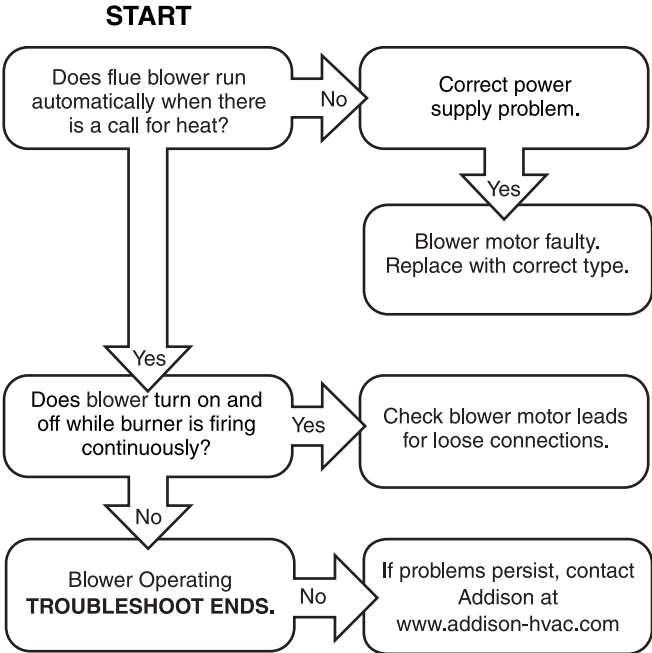 START
Does flue blower run
automatically when there
is a call for heat?
No
Correct power
supply problem.
Yes
Blower motor faulty.
Replace with correct type.
Yes
Does blower turn on and
off while burner is firing
continuously?
Yes
Check blower motor leads
for loose connections.
No
Blower Operating
TROUBLESHOOT ENDS.
No
If problems persist, contact
Addison at
www.addison-hvac.com